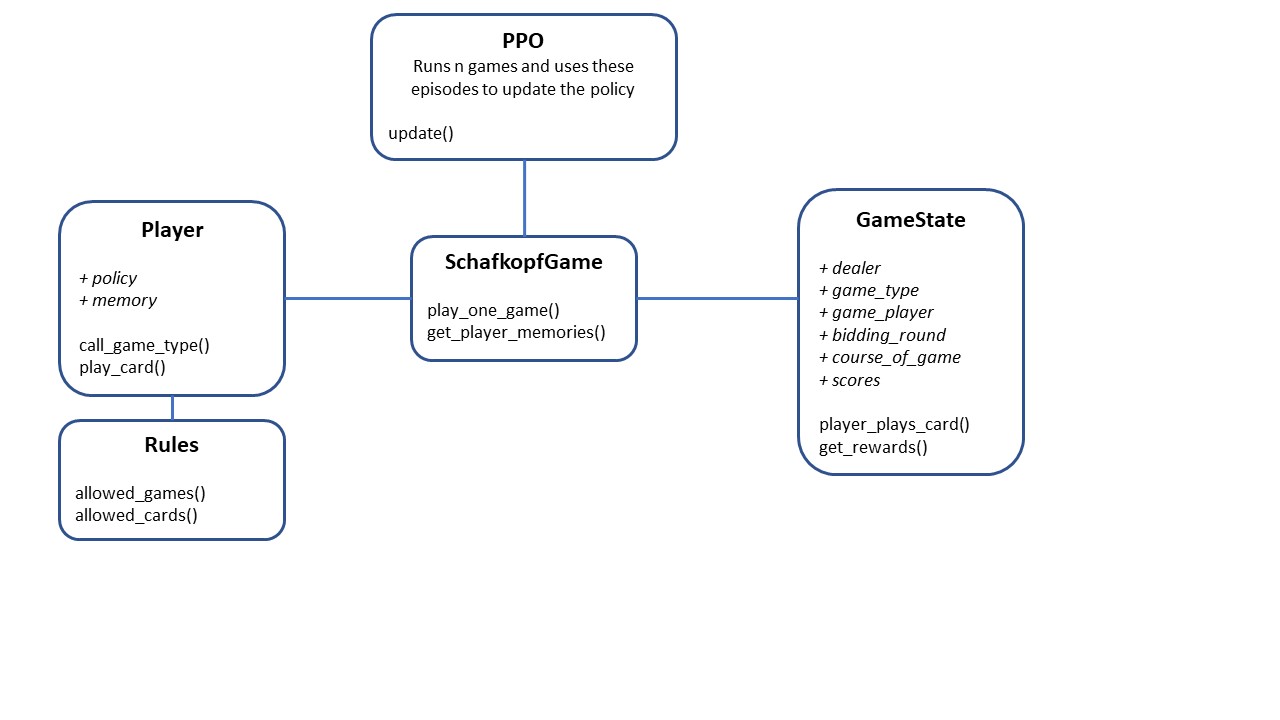 PPO
Runs n games and uses these
episodes to update the policy
update()
Player
+ policy
+ memory
call_game_type()
play_card()
SchafkopfGame
play_one_game()
get_player_memories()
GameState
+ dealer
+ game_type
+ game_player
+ bidding_round
+ course_of_game
+ scores
player_plays_card()
get_rewards()
Rules
allowed_games()
allowed_cards()